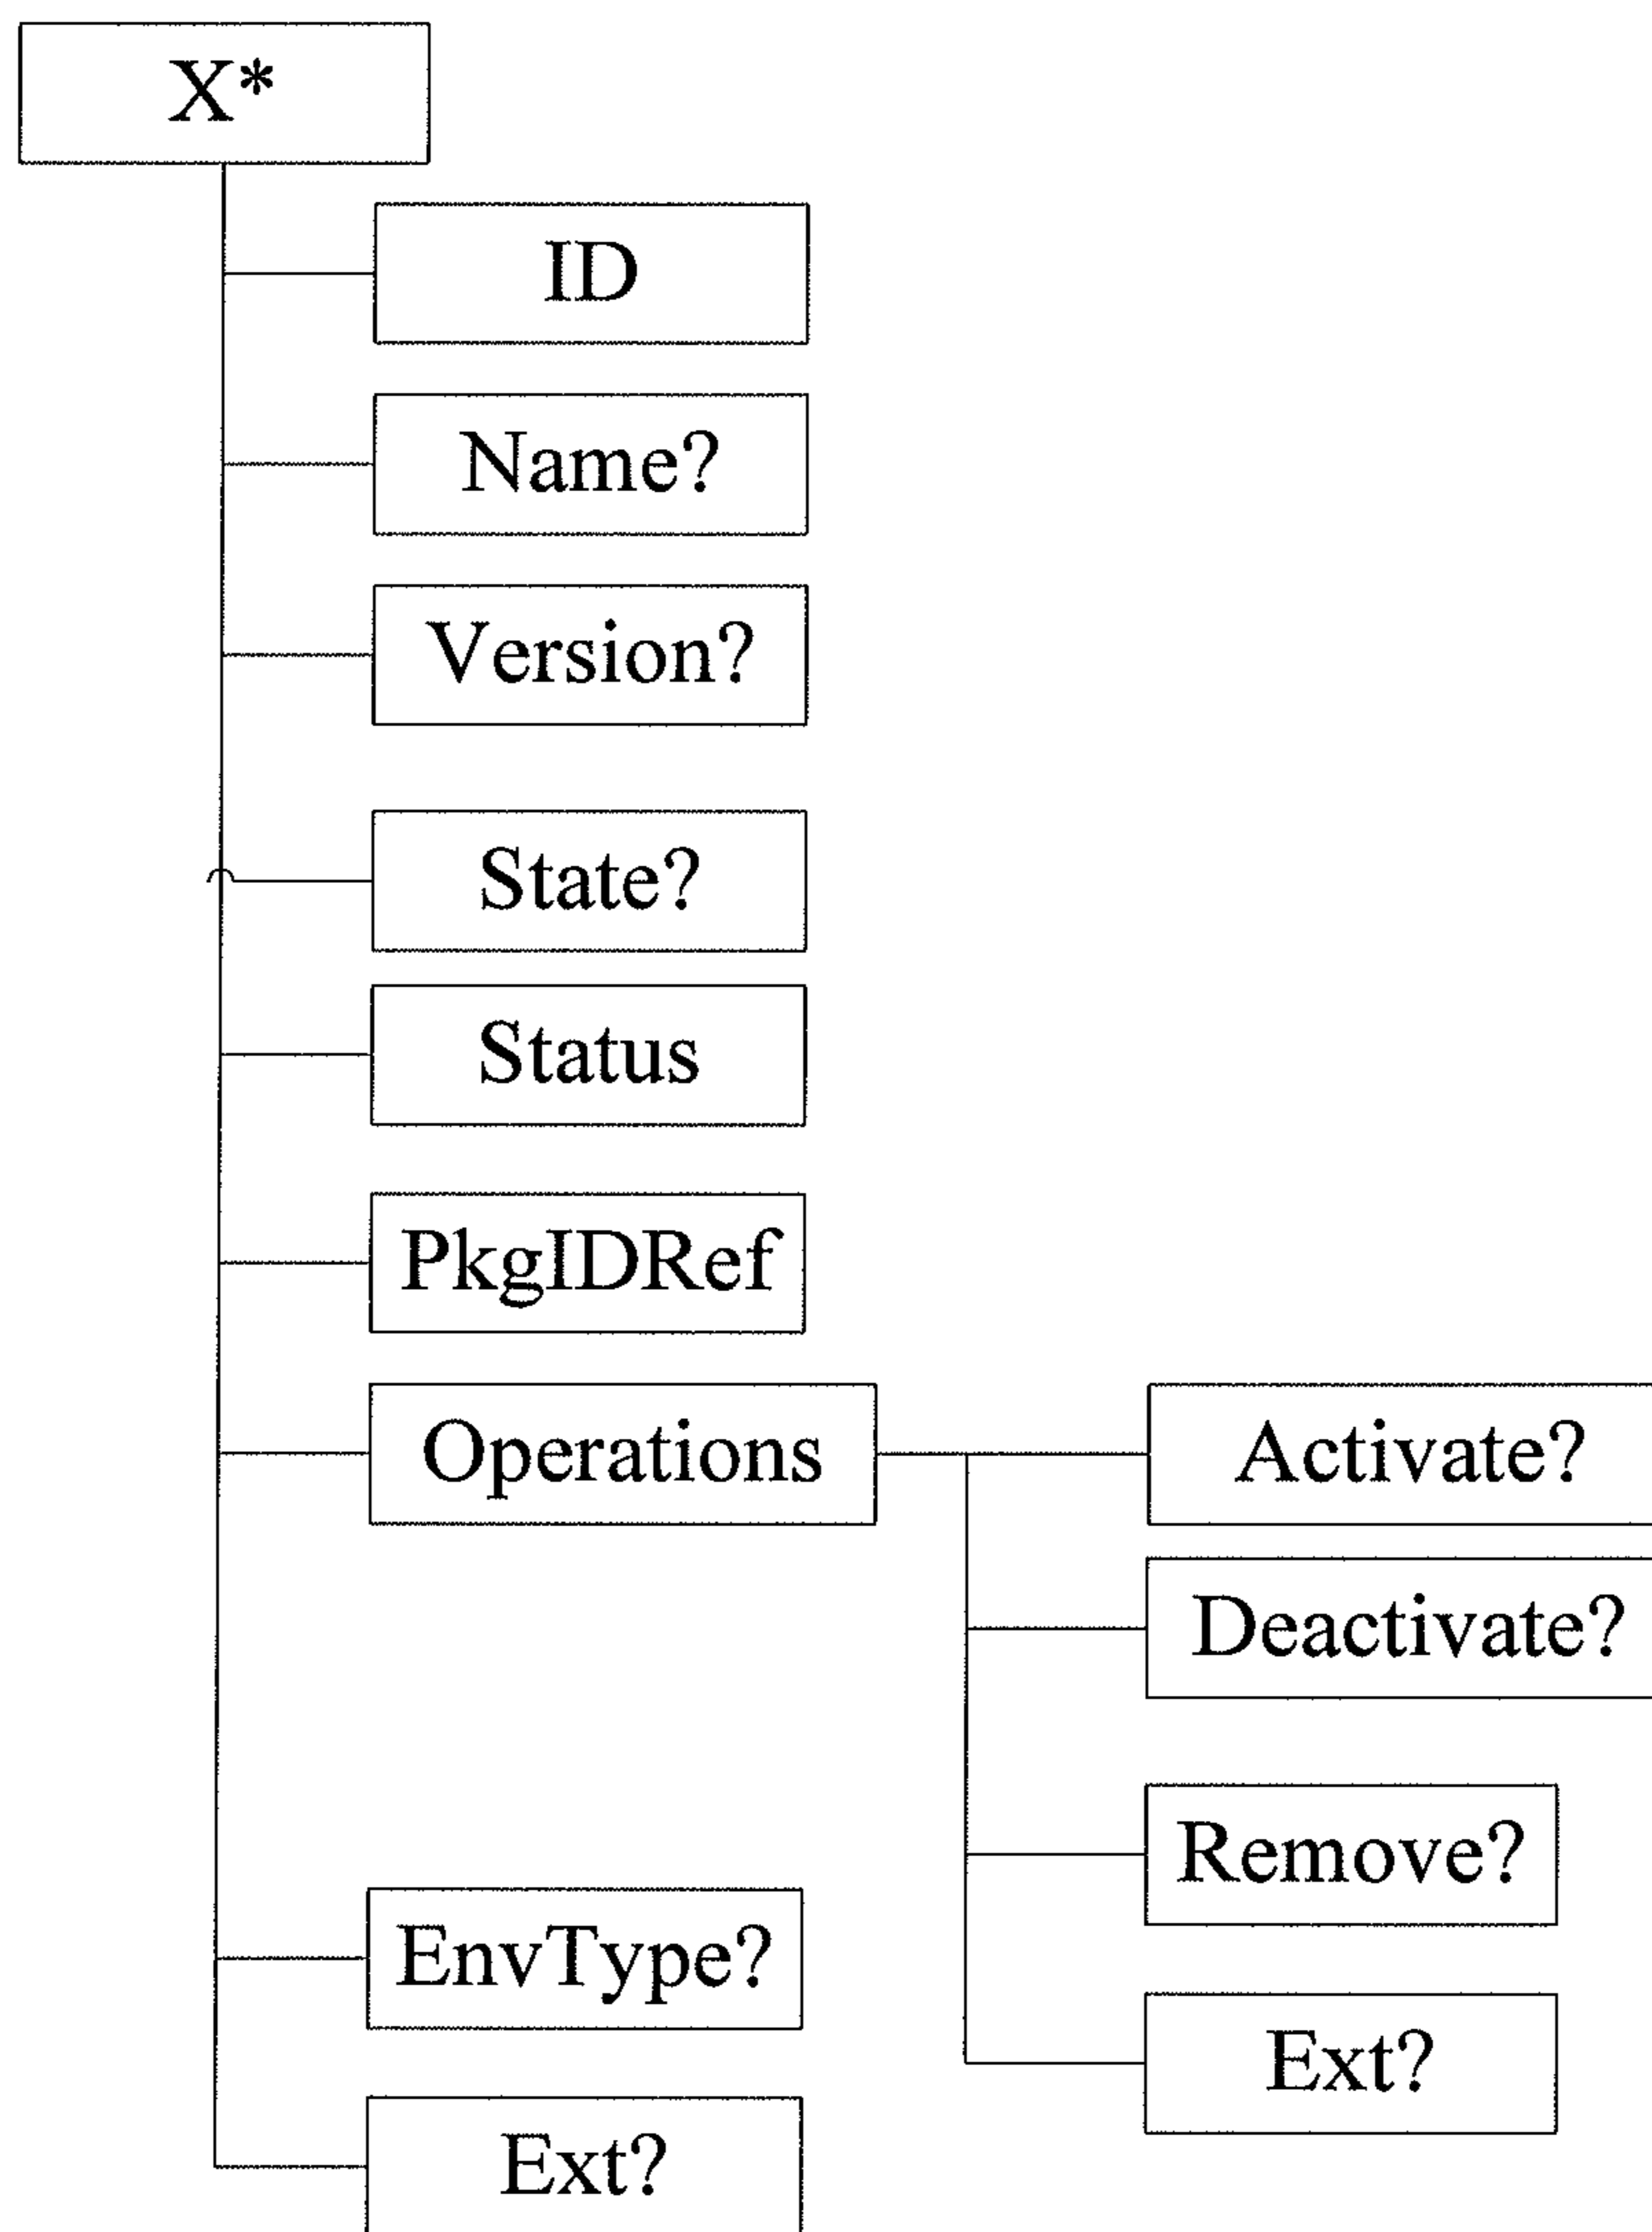 X*
ID
Name?
Version?
State?
Status
PkgIDRef
Operations
Activate?
Deactivate?
Remove?
EnvType?
Ext?
Ext?